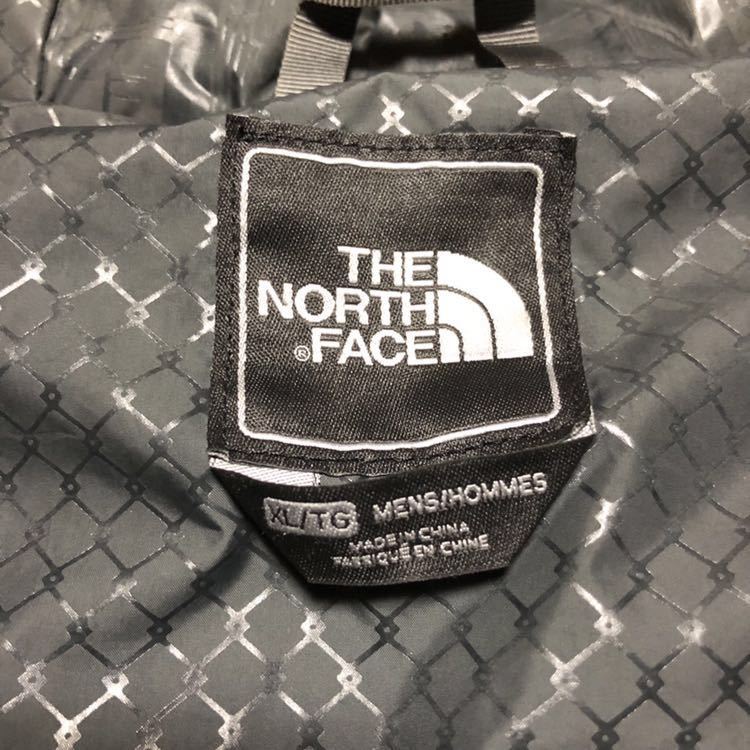 THE
NORTH
® FACE
XL/TG MENS/HOMMES
MADE IN CHINA
FABRIQUÉ EN CHINE